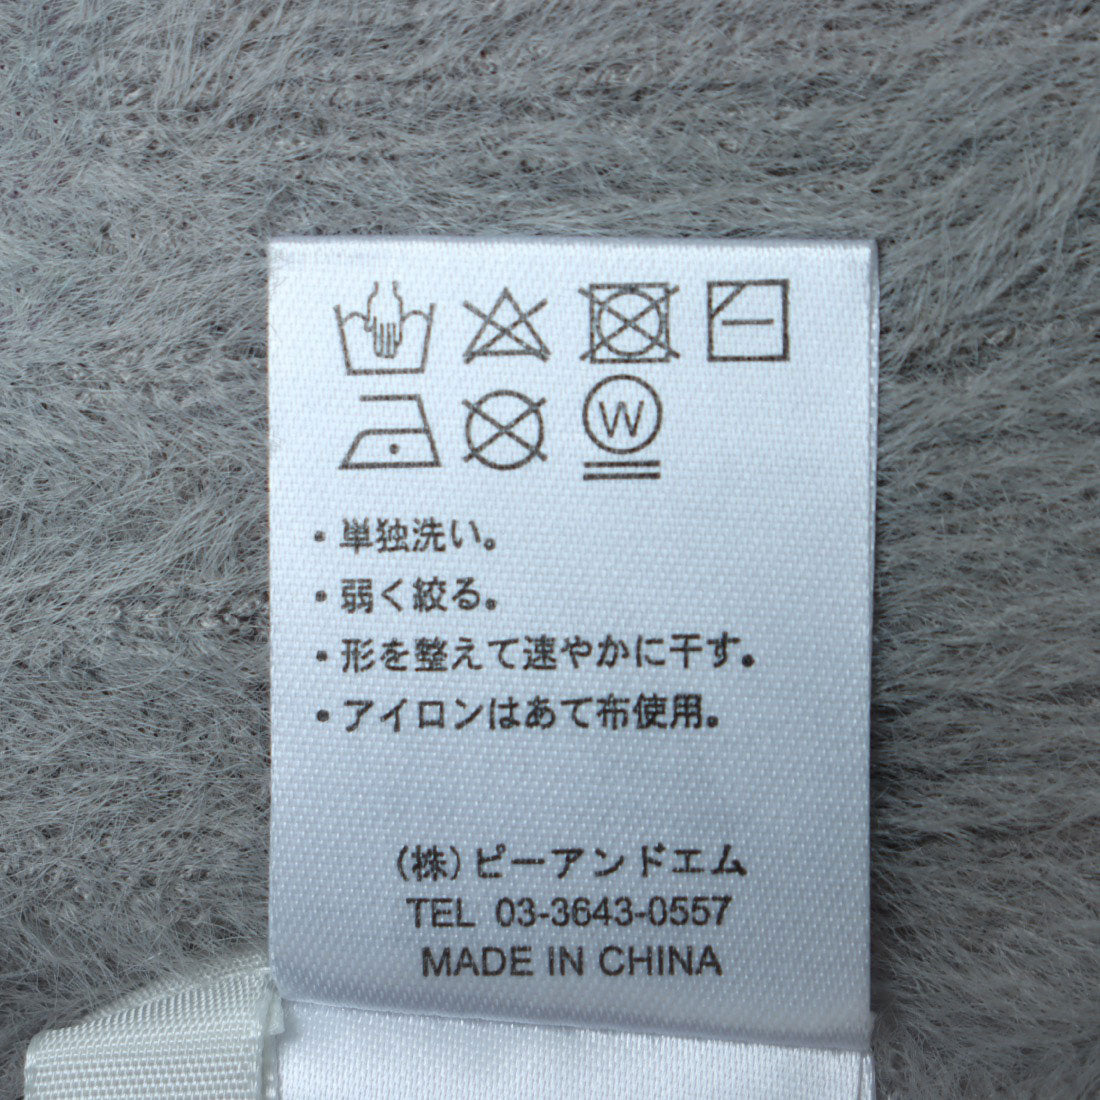 W
・単独洗い。
・弱く絞る。
・形を整えて速やかに干す。
・アイロンはあて布使用。
(株)ピーアンドエム
TEL 03-3643-0557
MADE IN CHINA